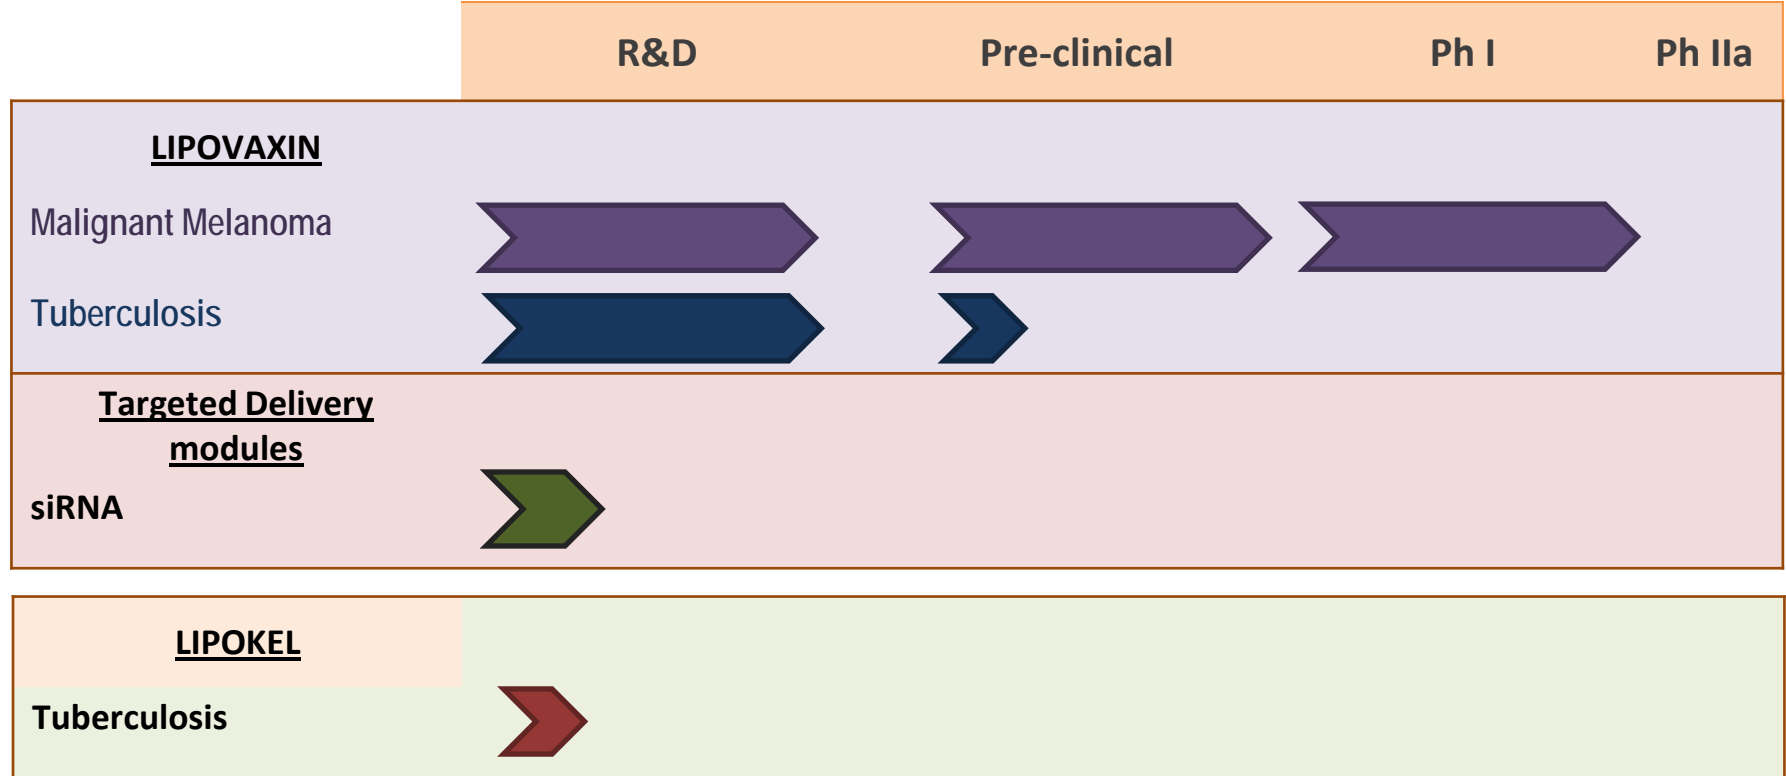 R&D Pre-clinical Ph I Ph IIa
LIPOVAXIN
Malignant Melanoma
Tuberculosis
Targeted Delivery
modules
siRNA
LIPOKEL
Tuberculosis